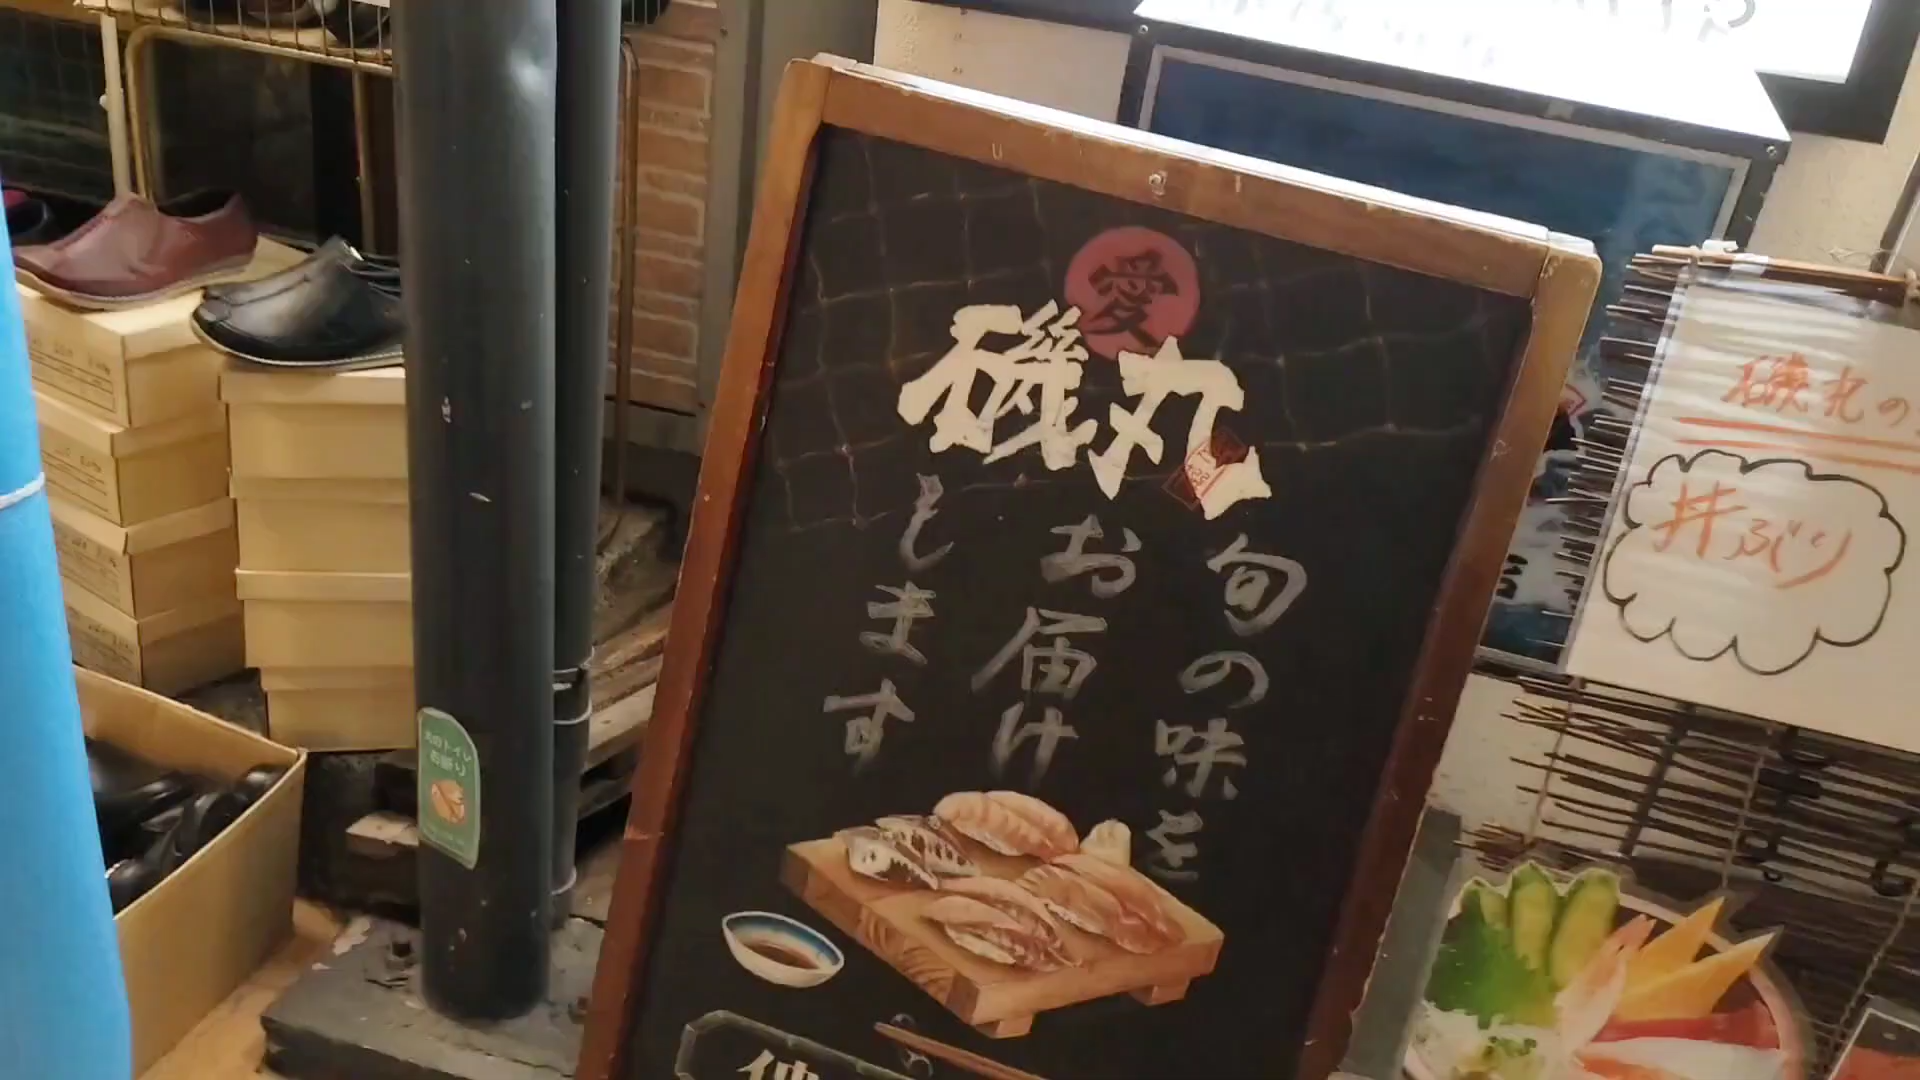 愛
磯丸
旬の味を
お届け
します
磯丸の
丼ぶり
犬のトイレ
お断り